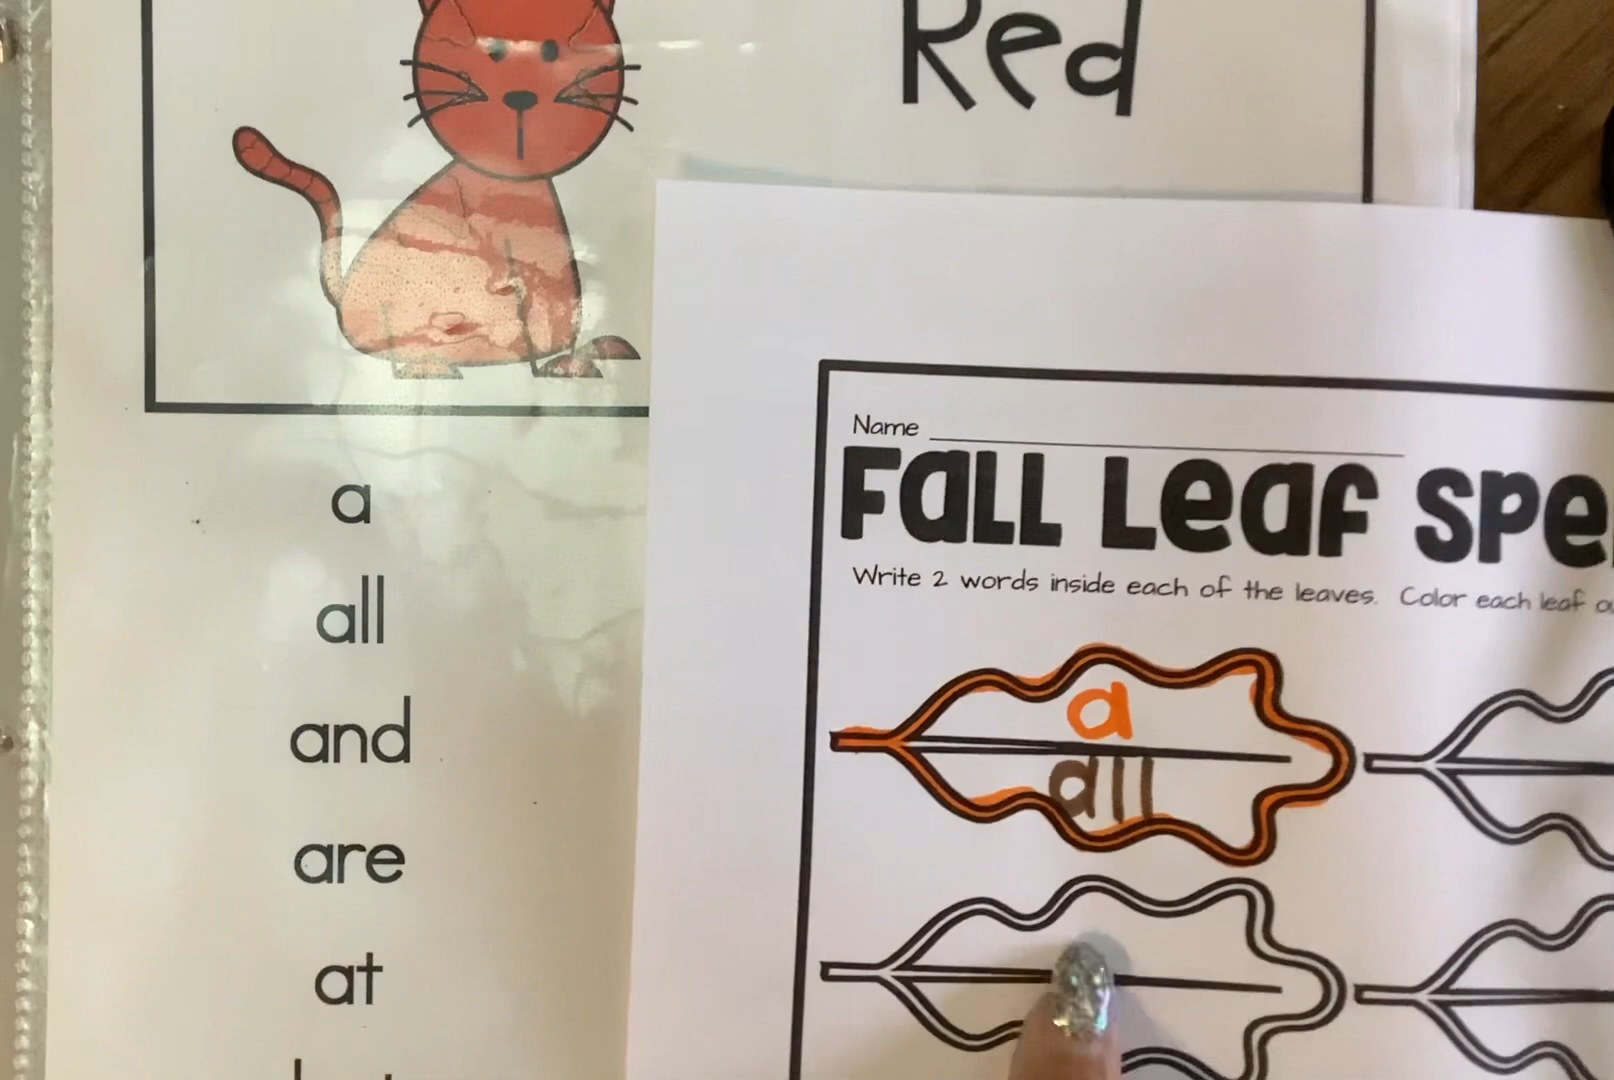 Red
a
all
and
are
at
Name
Fall Leaf
Write 2 words inside each of the leaves. Color each leaf
a
all